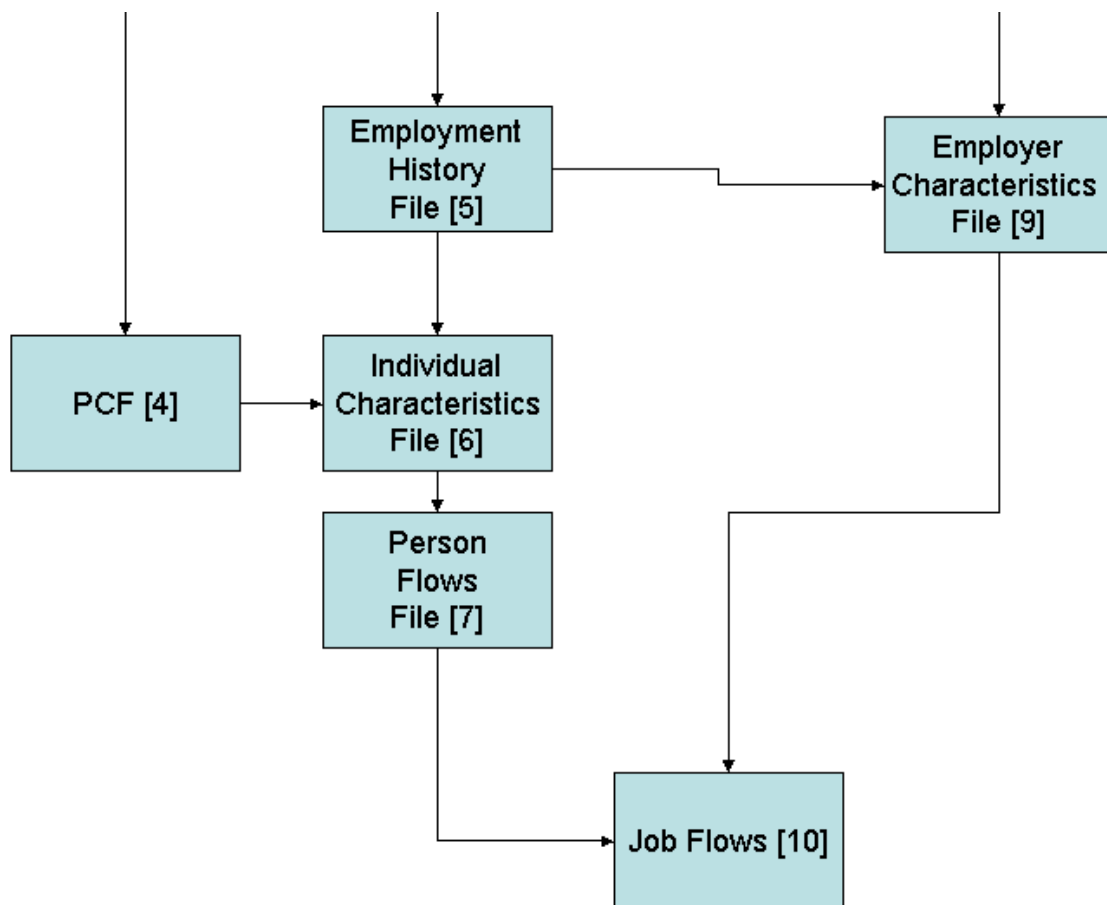 Employment
History
File [5]
Employer
Characteristics
File [9]
PCF [4]
Individual
Characteristics
File [6]
Person
Flows
File [7]
Job Flows [10]